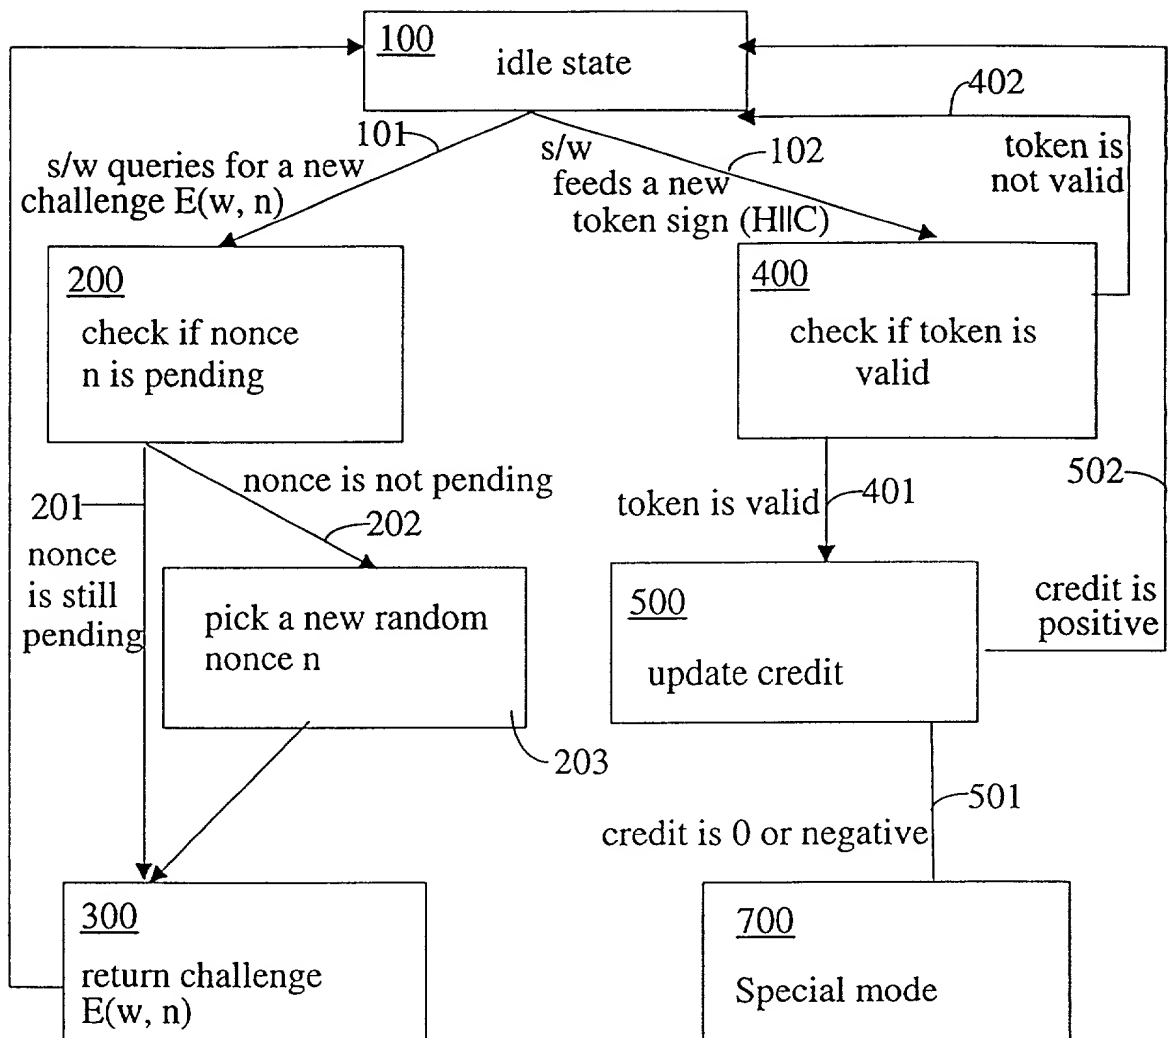 100
idle state
402
101
s/w queries for a new
challenge E(w, n)
s/w
feeds a new
token sign (H||C)
102
token is
not valid
200
check if nonce
n is pending
400
check if token is
valid
201
nonce
is still
pending
nonce is not pending
202
token is valid
401
502
pick a new random
nonce n
203
500
update credit
credit is
positive
501
credit is 0 or negative
300
return challenge
E(w, n)
700
Special mode